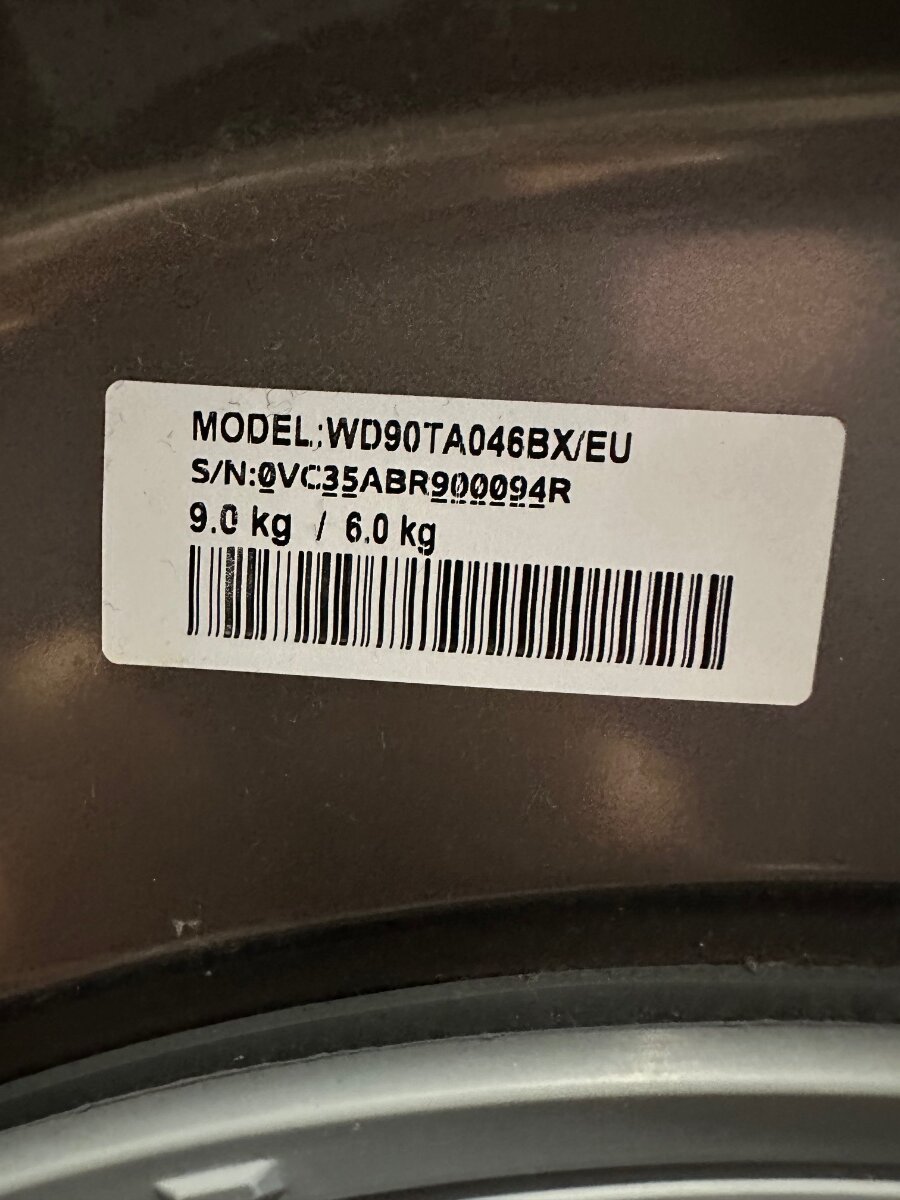 MODEL:WD90TA046BX/EU
S/N:0VC35ABR900094R
9.0 kg / 6.0 kg